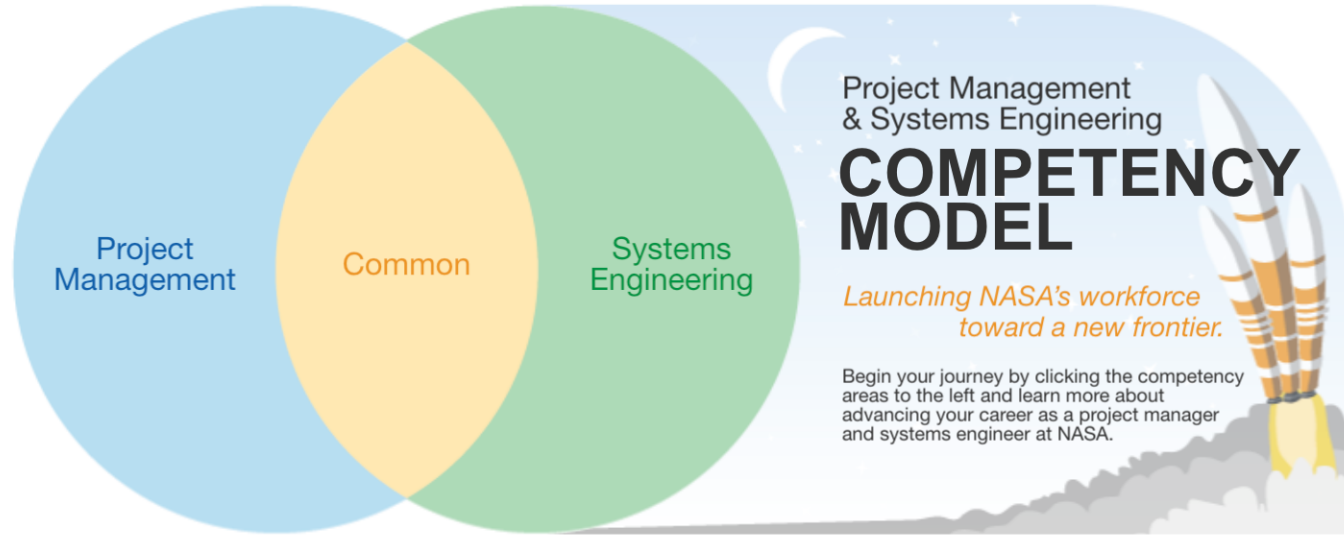 Project
Management
Common
Systems
Engineering
Project Management
& Systems Engineering
COMPETENCY
MODEL
Launching NASA's workforce
toward a new frontier.
Begin your journey by clicking the competency
areas to the left and learn more about
advancing your career as a project manager
and systems engineer at NASA.